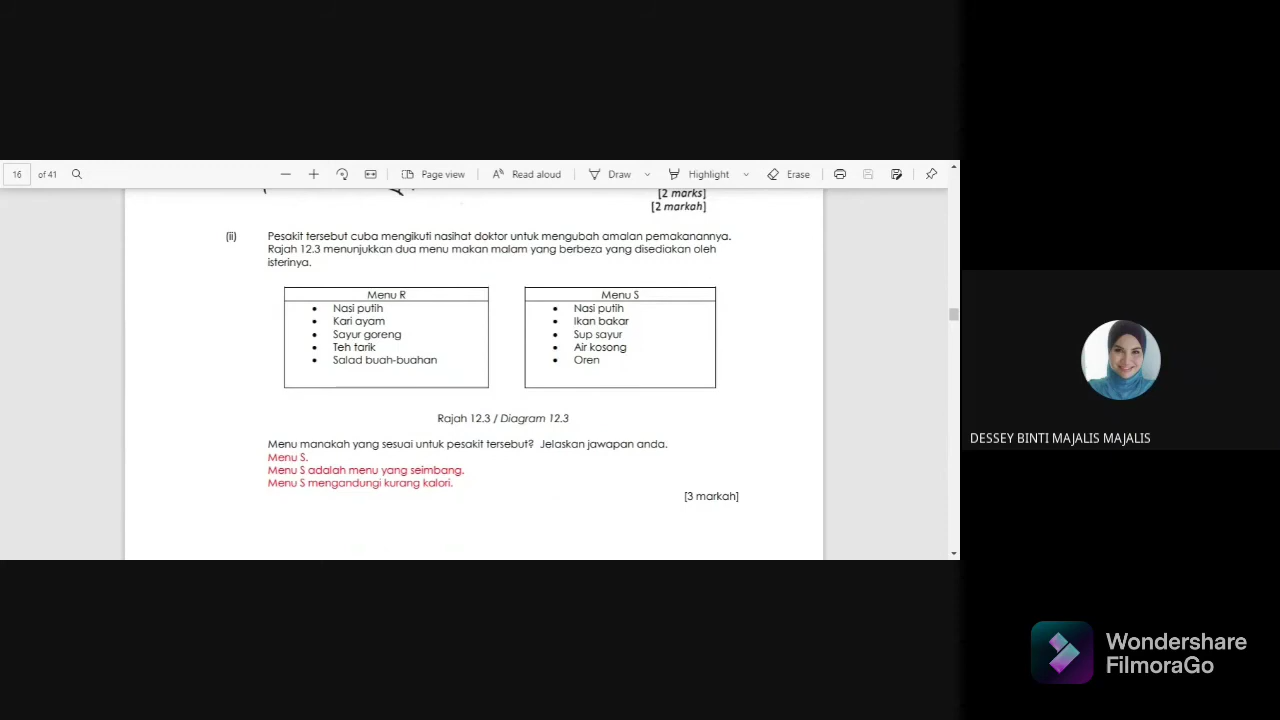 16 of 41 Page view Read aloud Draw Highlight Erase
[2 marks]
[2 markah]
(ii) Pesakit tersebut cuba mengikuti nasihat doktor untuk mengubah amalan pemakanannya.
Rajah 12.3 menunjukkan dua menu makan malam yang berbeza yang disediakan oleh
isterinya.
Menu R
• Nasi putih
• Kari ayam
• Sayur goreng
• Teh tarik
• Salad buah-buahan
Menu S
• Nasi putih
• Ikan bakar
• Sup sayur
• Air kosong
• Oren
Rajah 12.3 / Diagram 12.3
Menu manakah yang sesuai untuk pesakit tersebut? Jelaskan jawapan anda.
Menu S.
Menu S adalah menu yang seimbang.
Menu S mengandungi kurang kalori.
[3 markah]
DESSEY BINTI MAJALIS MAJALIS
Wondershare
FilmoraGo